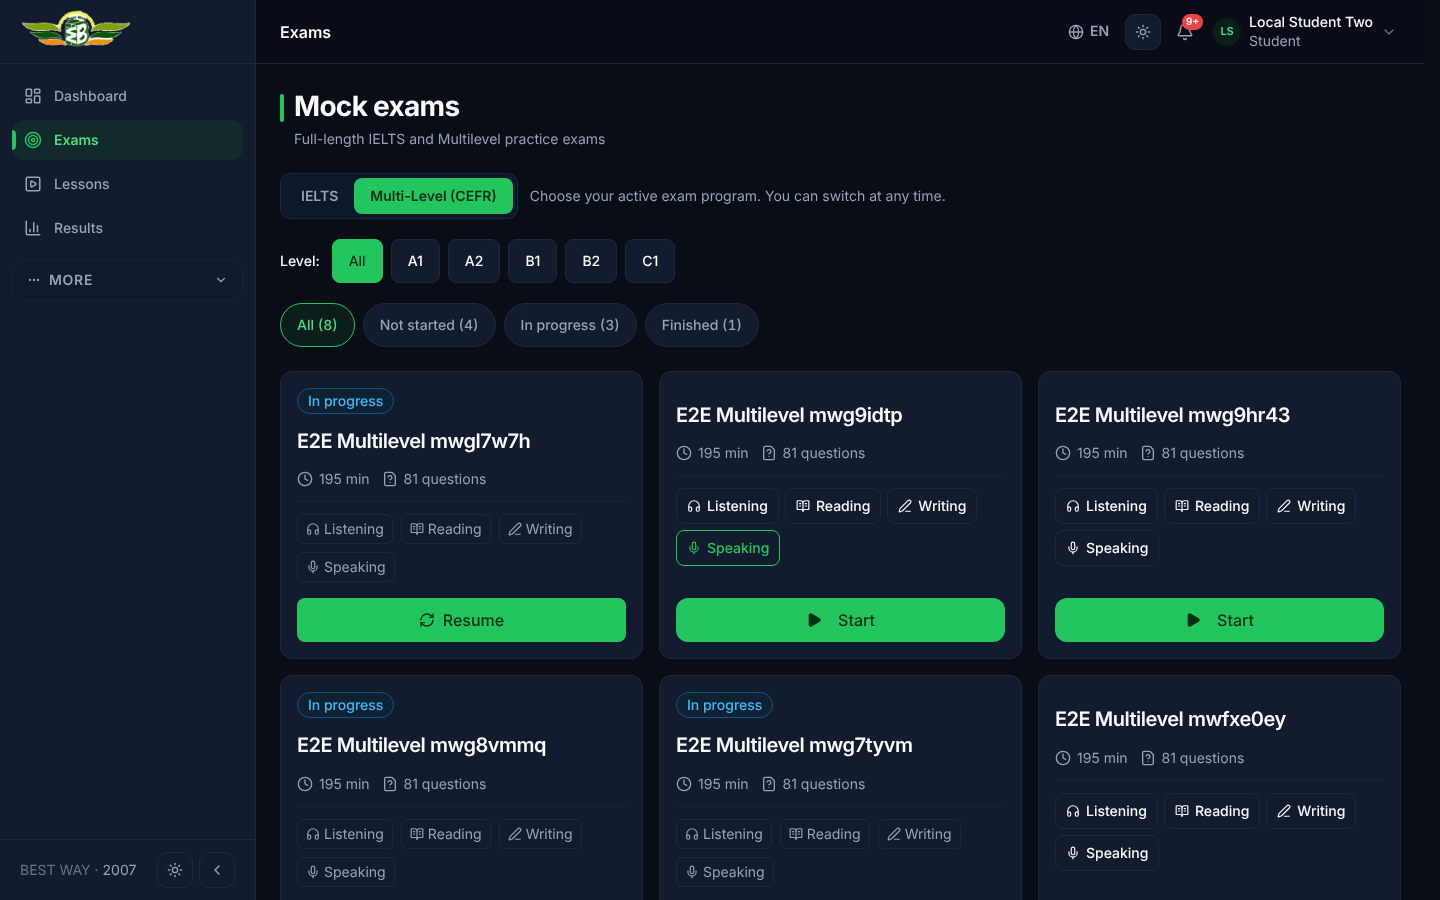 Exams
EN
9+
LS
Local Student Two
Student
Dashboard
Exams
Lessons
Results
MORE
BEST WAY · 2007
Mock exams
Full-length IELTS and Multilevel practice exams
IELTS
Multi-Level (CEFR)
Choose your active exam program. You can switch at any time.
Level:
All
A1
A2
B1
B2
C1
All (8)
Not started (4)
In progress (3)
Finished (1)
In progress
E2E Multilevel mwgl7w7h
195 min
81 questions
Listening
Reading
Writing
Speaking
Resume
E2E Multilevel mwg9idtp
195 min
81 questions
Listening
Reading
Writing
Speaking
Start
E2E Multilevel mwg9hr43
195 min
81 questions
Listening
Reading
Writing
Speaking
Start
In progress
E2E Multilevel mwg8vmmq
195 min
81 questions
Listening
Reading
Writing
Speaking
In progress
E2E Multilevel mwg7tyvm
195 min
81 questions
Listening
Reading
Writing
Speaking
E2E Multilevel mwfxe0ey
195 min
81 questions
Listening
Reading
Writing
Speaking